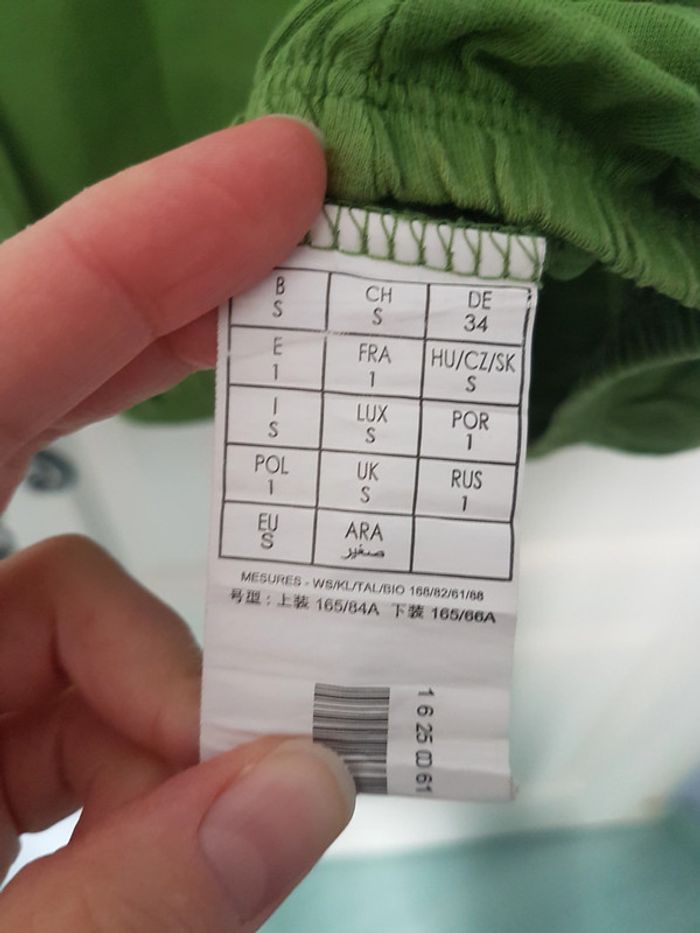 B CH DE
S S 34
E FRA HU/CZ/SK
1 1 S
I LUX POR
S S 1
POL UK RUS
1 S 1
EU ARA
S صغير
MESURES - WS/KL/TAL/BIO 168/82/61/88
号型：上装 165/84A 下装 165/66A
1 6 25 00 61